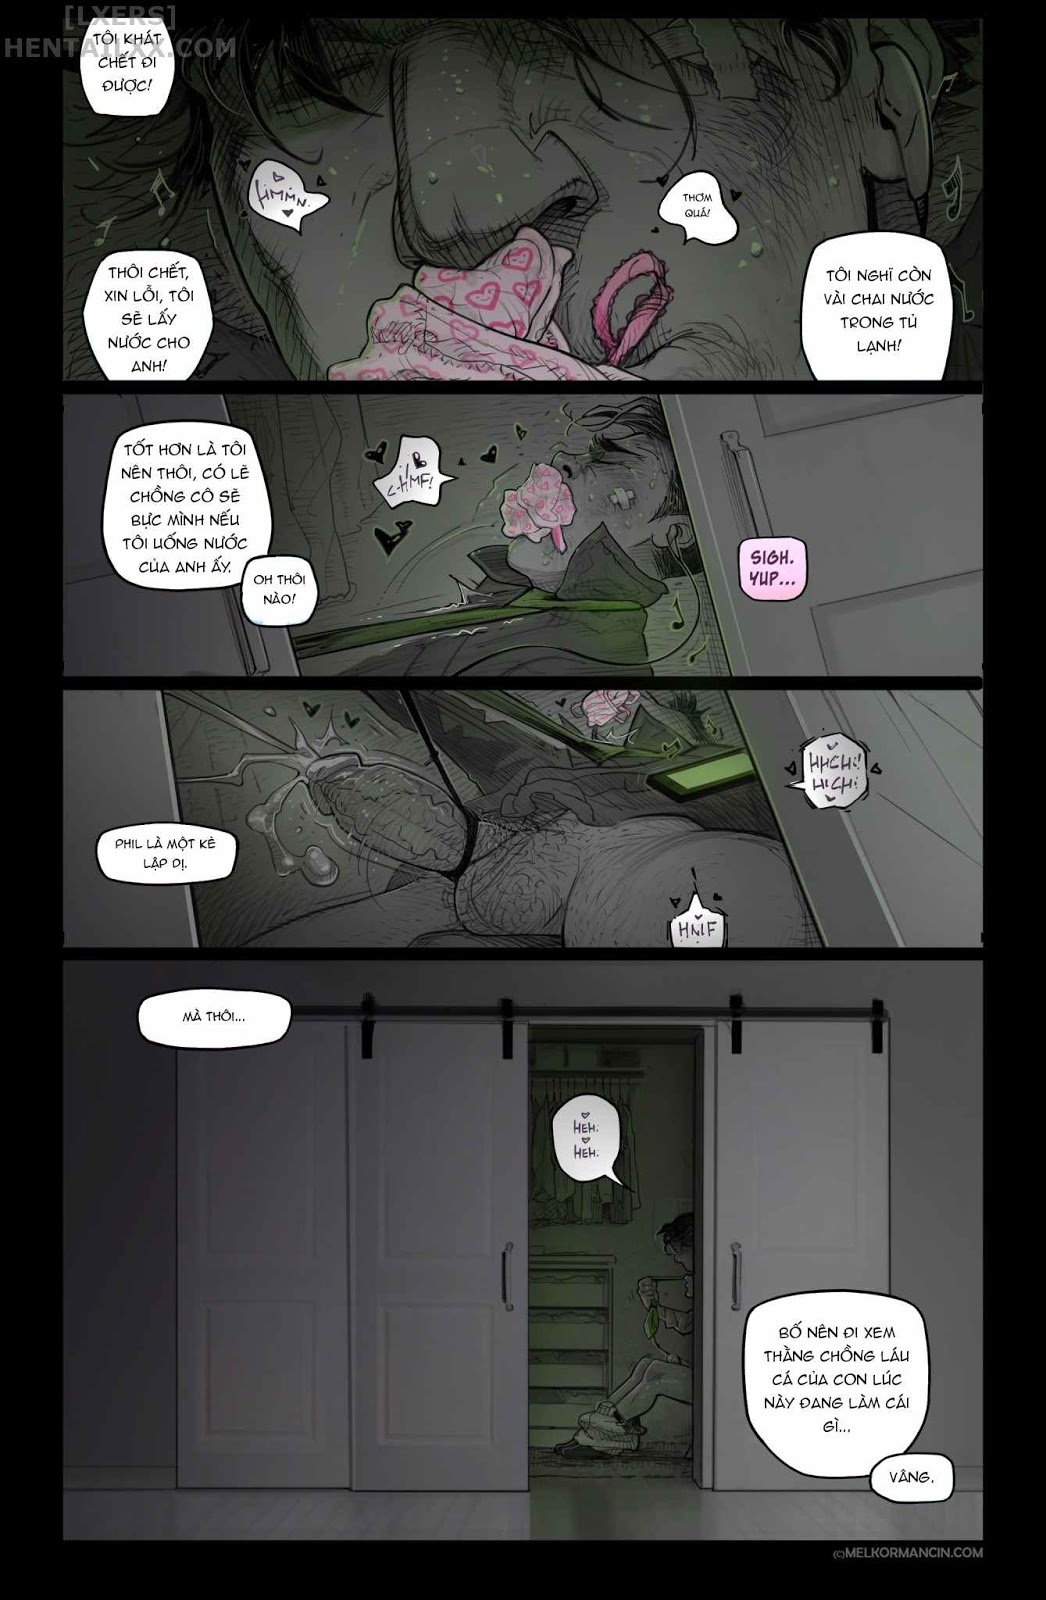 [LXERS]
HENTAILXX.COM
TÔI KHÁT
CHẾT ĐI
ĐƯỢC!
HMMN.
THƠM
QUÁ!
THÔI CHẾT,
XIN LỖI, TÔI
SẼ LẤY
NƯỚC CHO
ANH!
TÔI NGHĨ CÒN
VÀI CHAI NƯỚC
TRONG TỦ
LẠNH!
TỐT HƠN LÀ TÔI
NÊN THÔI, CÓ LẼ
CHỒNG CÔ SẼ
BỰC MÌNH NẾU
TÔI UỐNG NƯỚC
CỦA ANH ẤY.
OH THÔI
NÀO!
HMF!
SIGH.
YUP...
HHCH!
HICH!
PHIL LÀ MỘT KẺ
LẬP DỊ.
HNIF
MÀ THÔI...
HEH.
HEH.
BỐ NÊN ĐI XEM
THẰNG CHỒNG LÁU
CÁ CỦA CON LÚC
NÀY ĐANG LÀM CÁI
GÌ...
VÂNG.
©MELKORMANCIN.COM